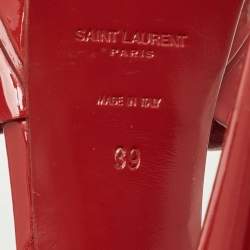 SAINT LAURENT
PARIS
MADE IN ITALY
39